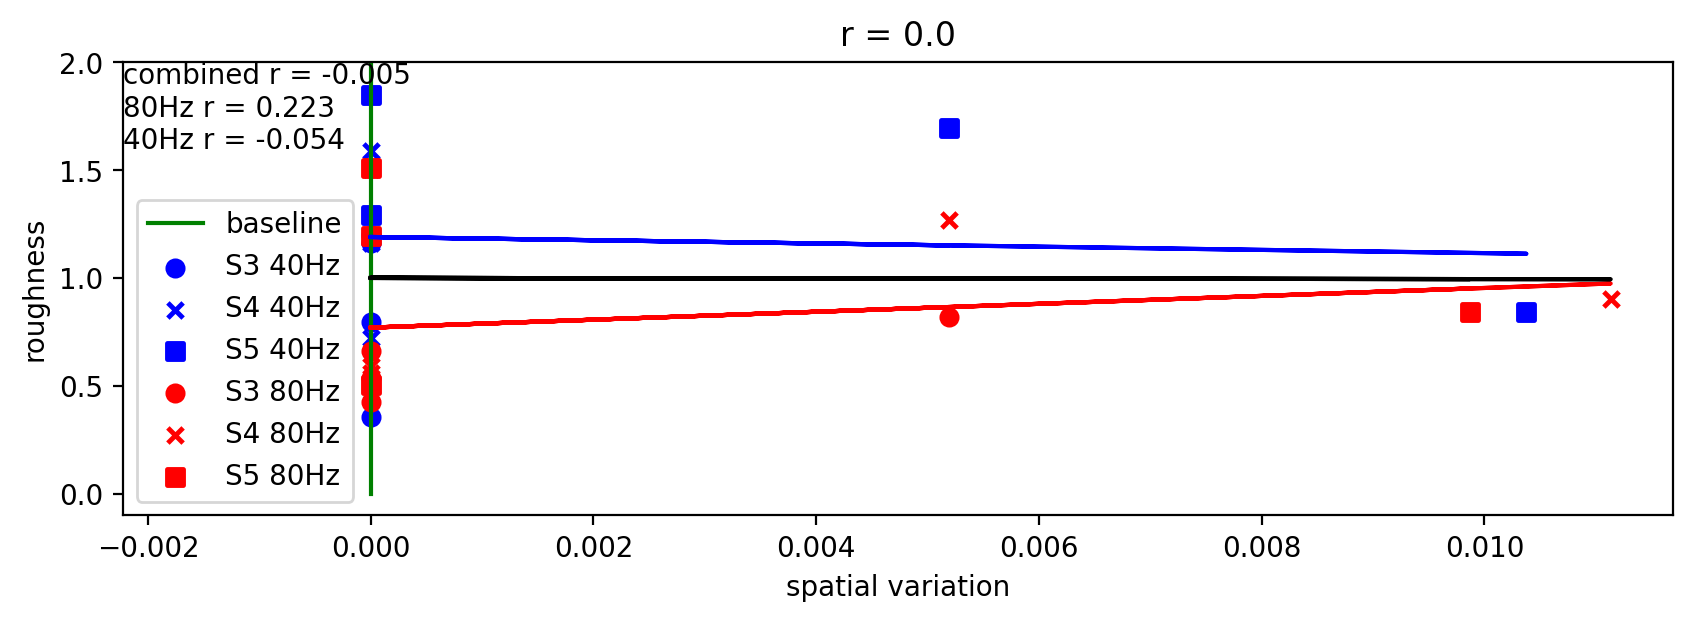 r = 0.0
combined r = -0.005
80Hz r = 0.223
40Hz r = -0.054
baseline
S3 40Hz
S4 40Hz
S5 40Hz
S3 80Hz
S4 80Hz
S5 80Hz
roughness
2.0
1.5
1.0
0.5
0.0
−0.002 0.000 0.002 0.004 0.006 0.008 0.010
spatial variation